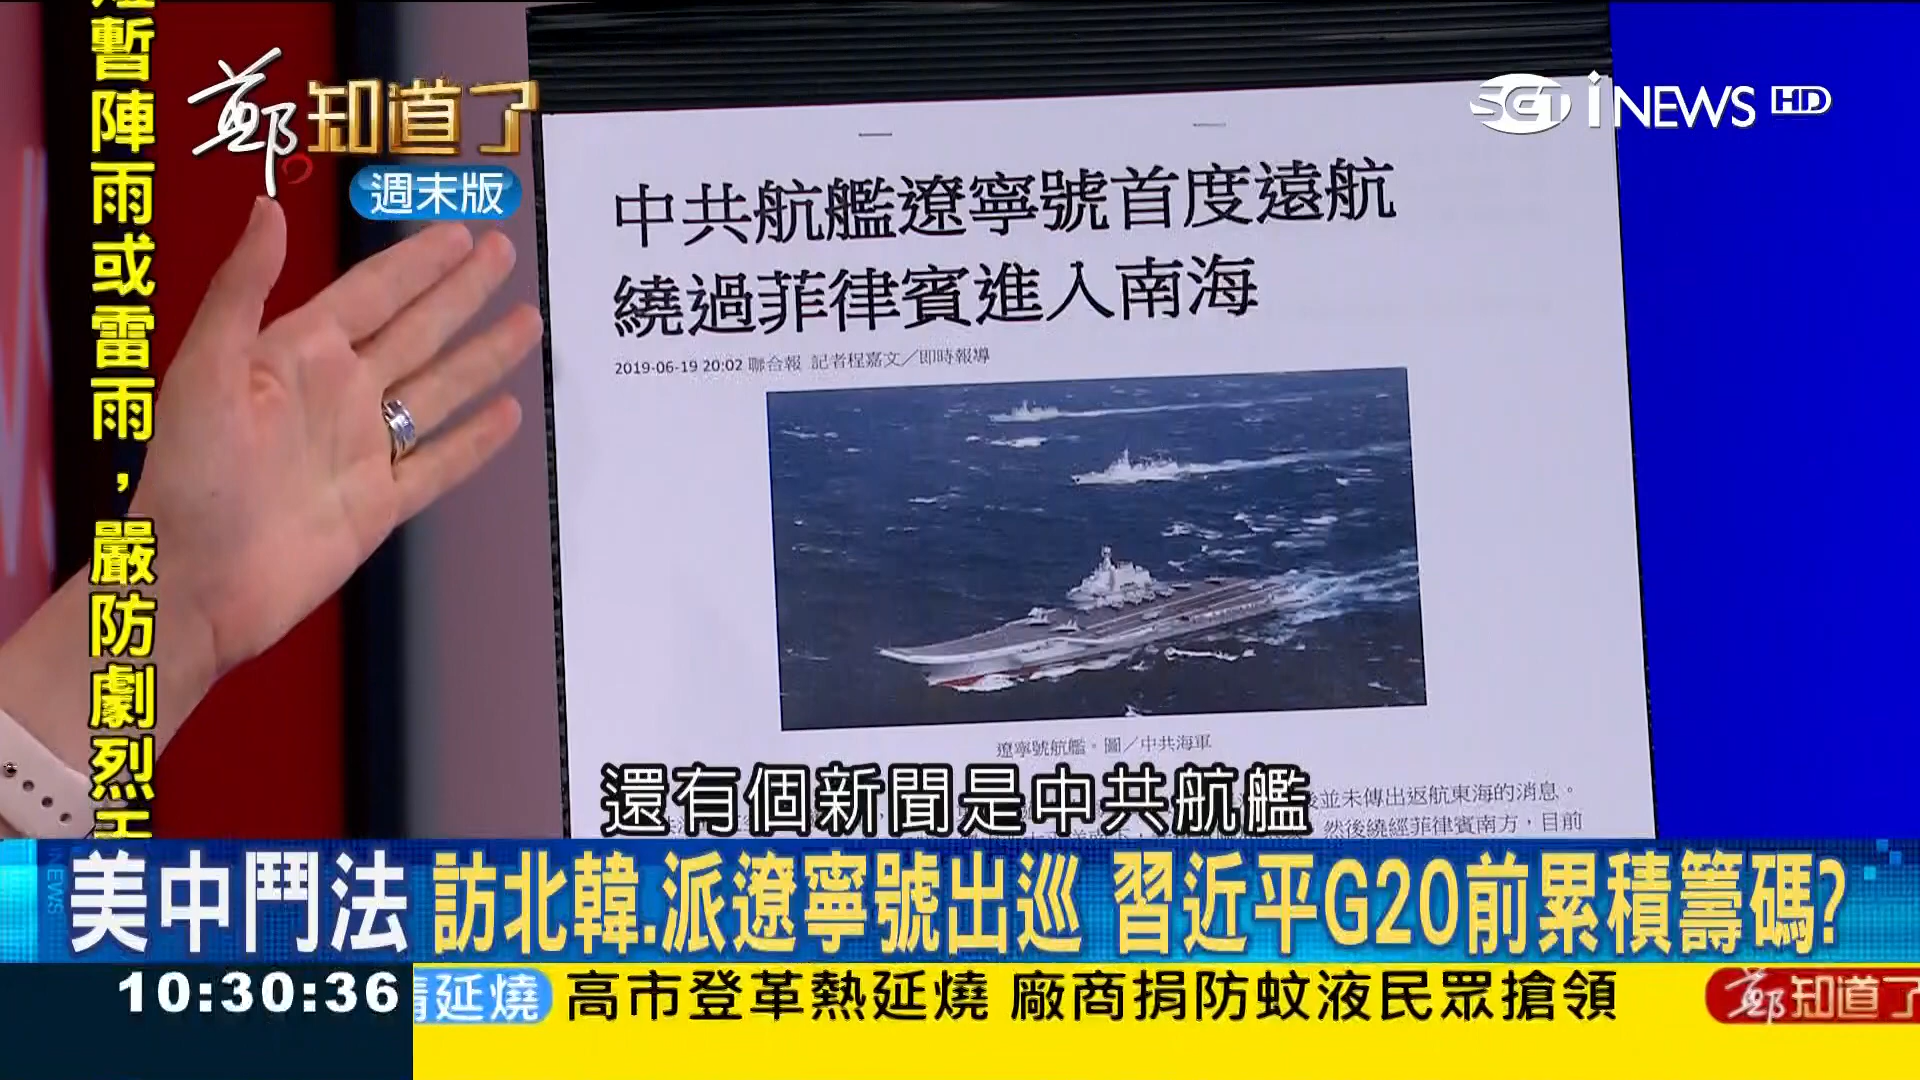 短暫陣雨或雷雨，嚴防劇烈天
鄭知道了
週末版
SETiNEWS HD
中共航艦遼寧號首度遠航
繞過菲律賓進入南海
2019-06-19 20:02 聯合報 記者程嘉文／即時報導
遼寧號航艦。圖／中共海軍
後並未傳出返航東海的消息。
然後繞經菲律賓南方，目前
還有個新聞是中共航艦
iNEWS
美中鬥法
訪北韓.派遼寧號出巡 習近平G20前累積籌碼?
10:30:36
情延燒
高市登革熱延燒 廠商捐防蚊液民眾搶領
鄭知道了